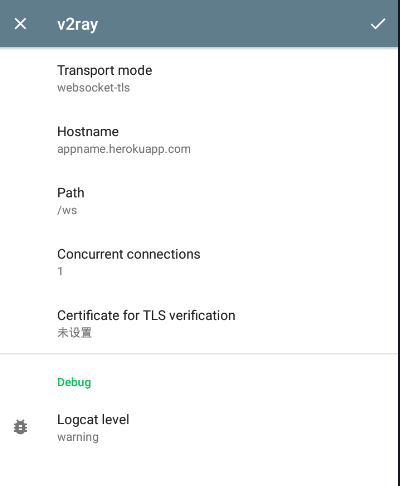 v2ray
Transport mode
websocket-tls
Hostname
appname.herokuapp.com
Path
/ws
Concurrent connections
1
Certificate for TLS verification
未设置
Debug
Logcat level
warning